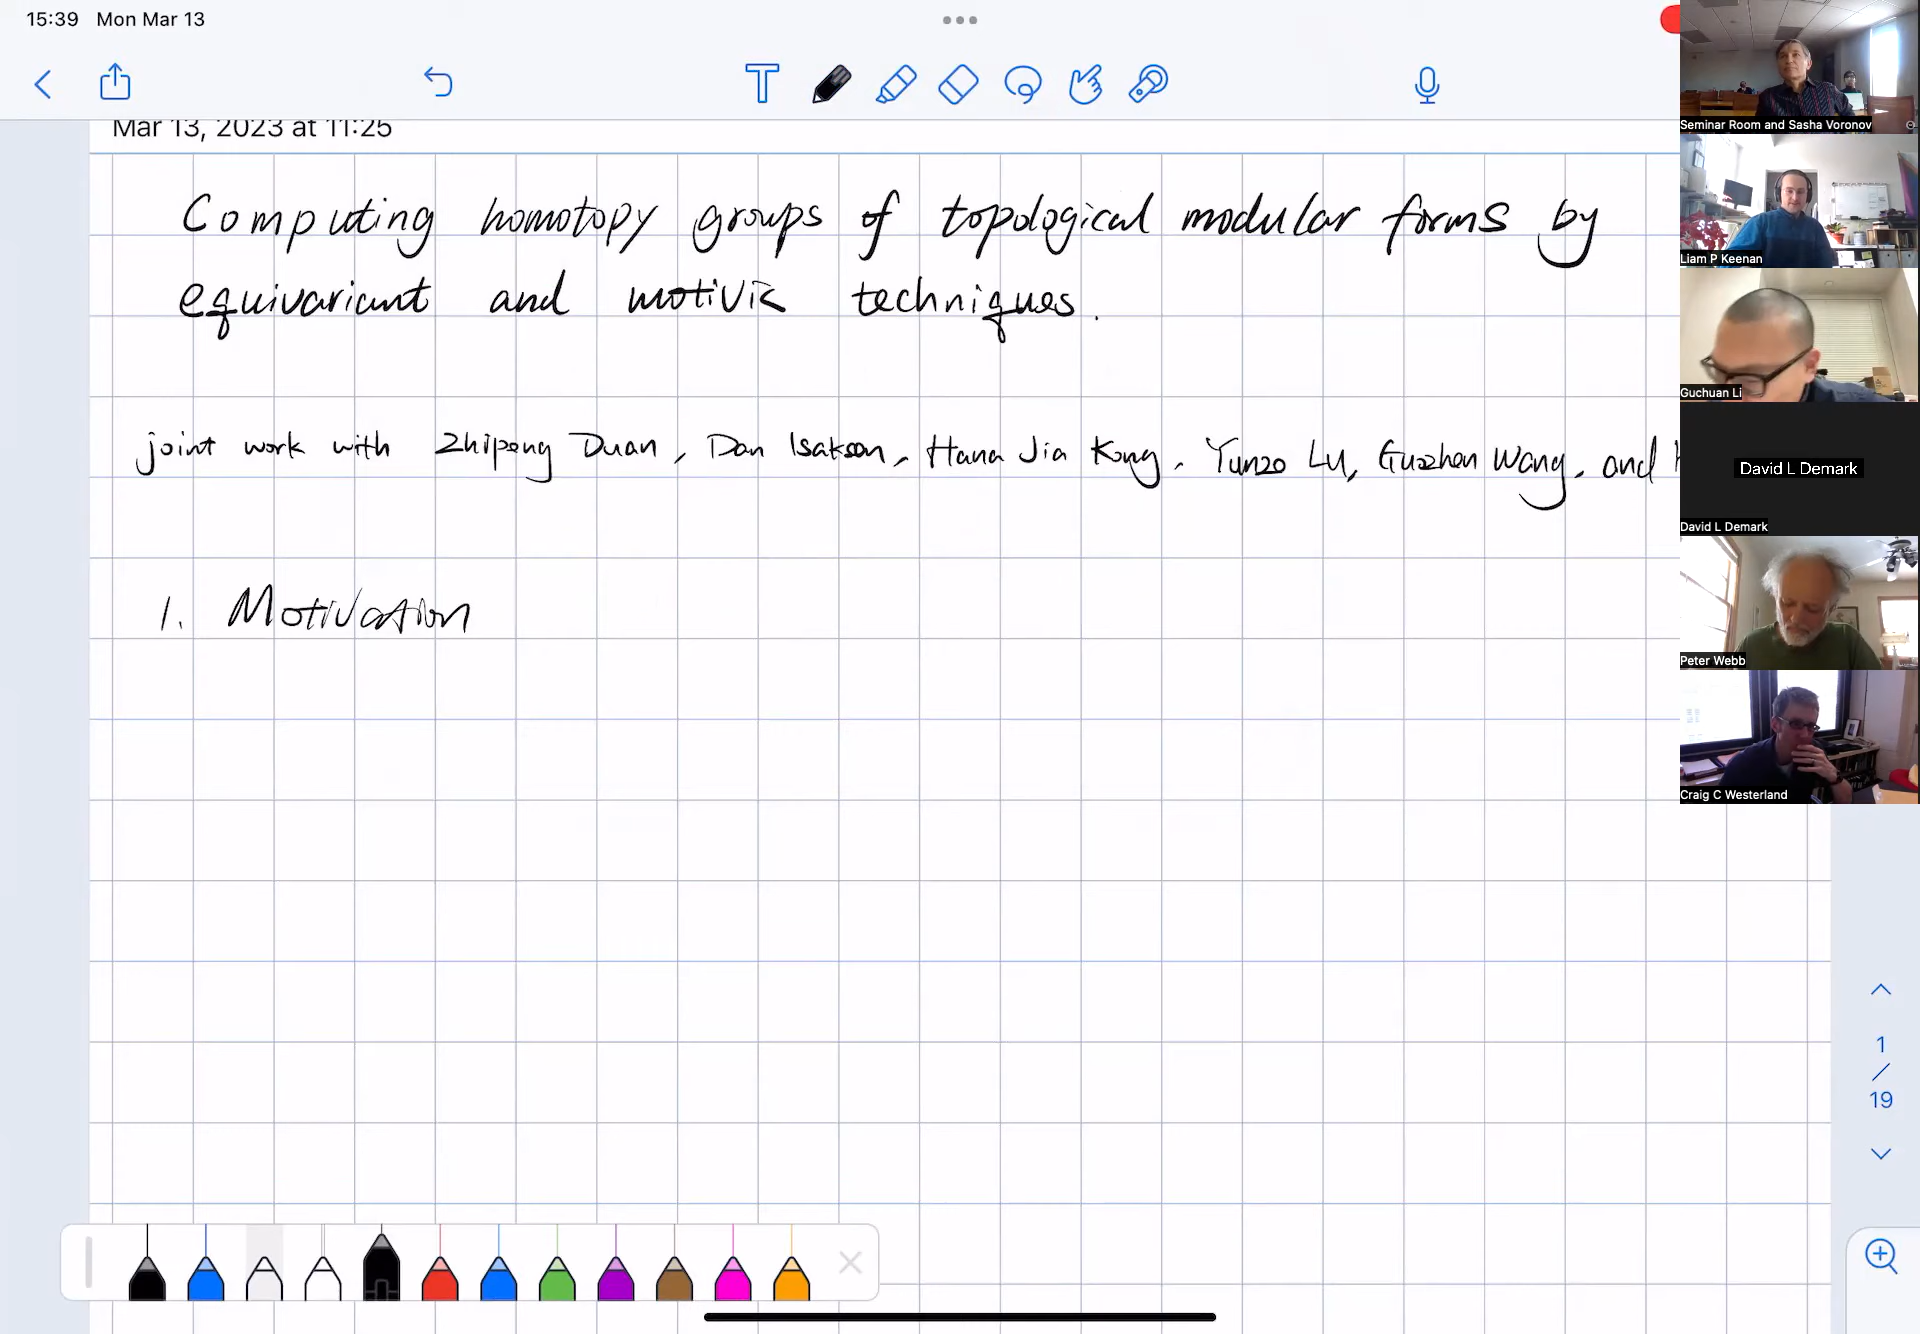 15:39 Mon Mar 13
Mar 13, 2023 at 11:25
Computing homotopy groups of topological modular forms by
equivariant and motivic techniques.
joint work with Zhipeng Duan, Dan Isaksen, Hana Jia Kong, Yunze Lu, Guozhen Wang, and
1. Motivation
Seminar Room and Sasha Voronov
Liam P Keenan
Guchuan Li
David L Demark
David L Demark
Peter Webb
Craig C Westerland
1
/
19